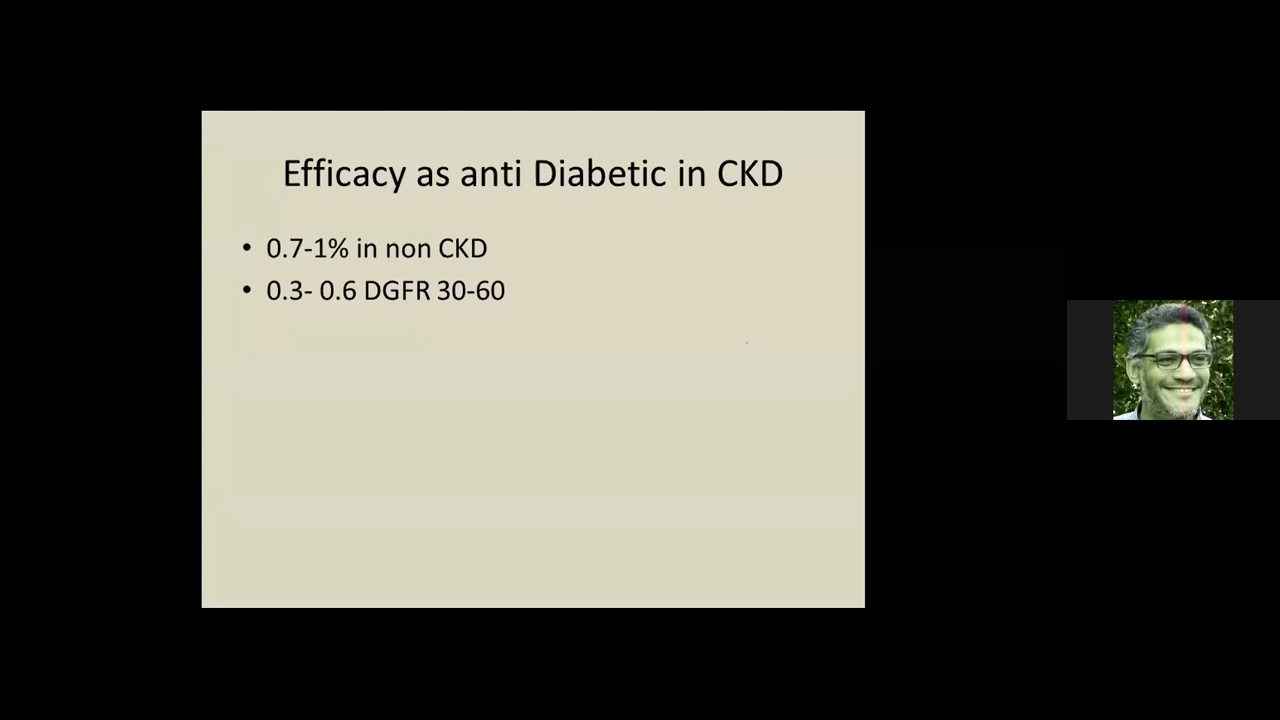 Efficacy as anti Diabetic in CKD
• 0.7-1% in non CKD
• 0.3- 0.6 DGFR 30-60